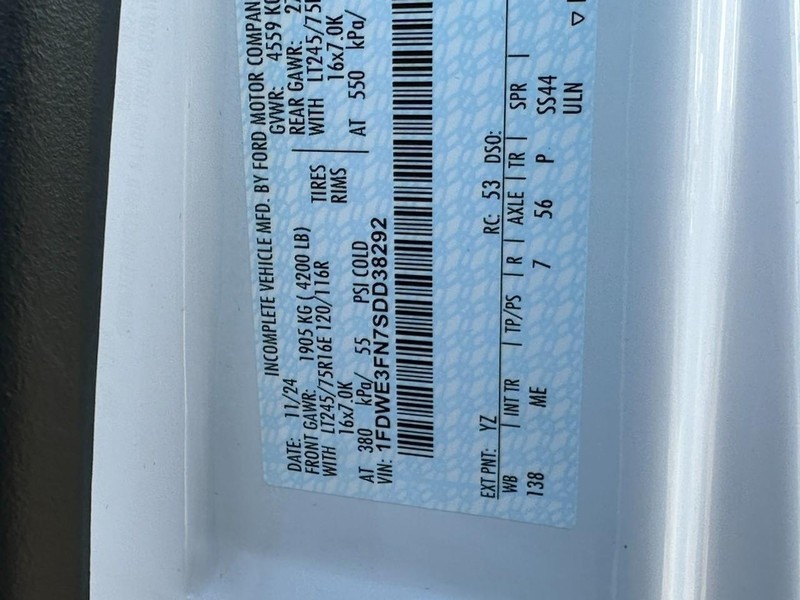 INCOMPLETE VEHICLE MFD. BY FORD MOTOR COMPAN
DATE: 11/24 GVWR: 4559 KG
FRONT GAWR: 1905 KG ( 4200 LB) REAR GAWR:
WITH LT245/75R16E 120/116R TIRES WITH LT245/75
16x7.0K RIMS 16x7.0K
AT 380 kPa/ 55 PSI COLD AT 550 kPa/
VIN: 1FDWE3FN7SDD38292
EXT PNT: YZ RC: 53 DSO:
WB INT TR TP/PS R AXLE TR SPR
138 ME 7 56 P SS44
ULN